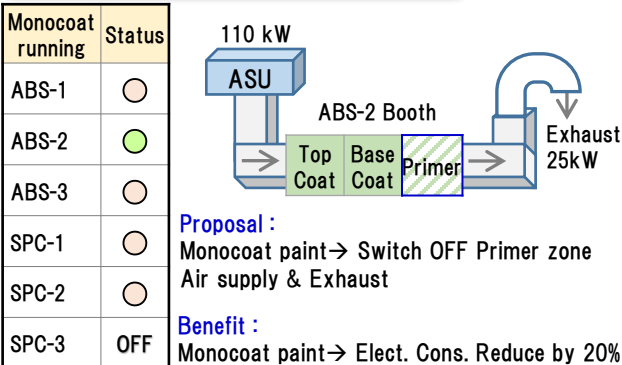 Monocoat running
Status
ABS-1
ABS-2
ABS-3
SPC-1
SPC-2
SPC-3 OFF
110 kW
ASU
ABS-2 Booth
Top Coat
Base Coat
Primer
Exhaust
25kW
Proposal :
Monocoat paint→ Switch OFF Primer zone
Air supply & Exhaust
Benefit :
Monocoat paint→ Elect. Cons. Reduce by 20%